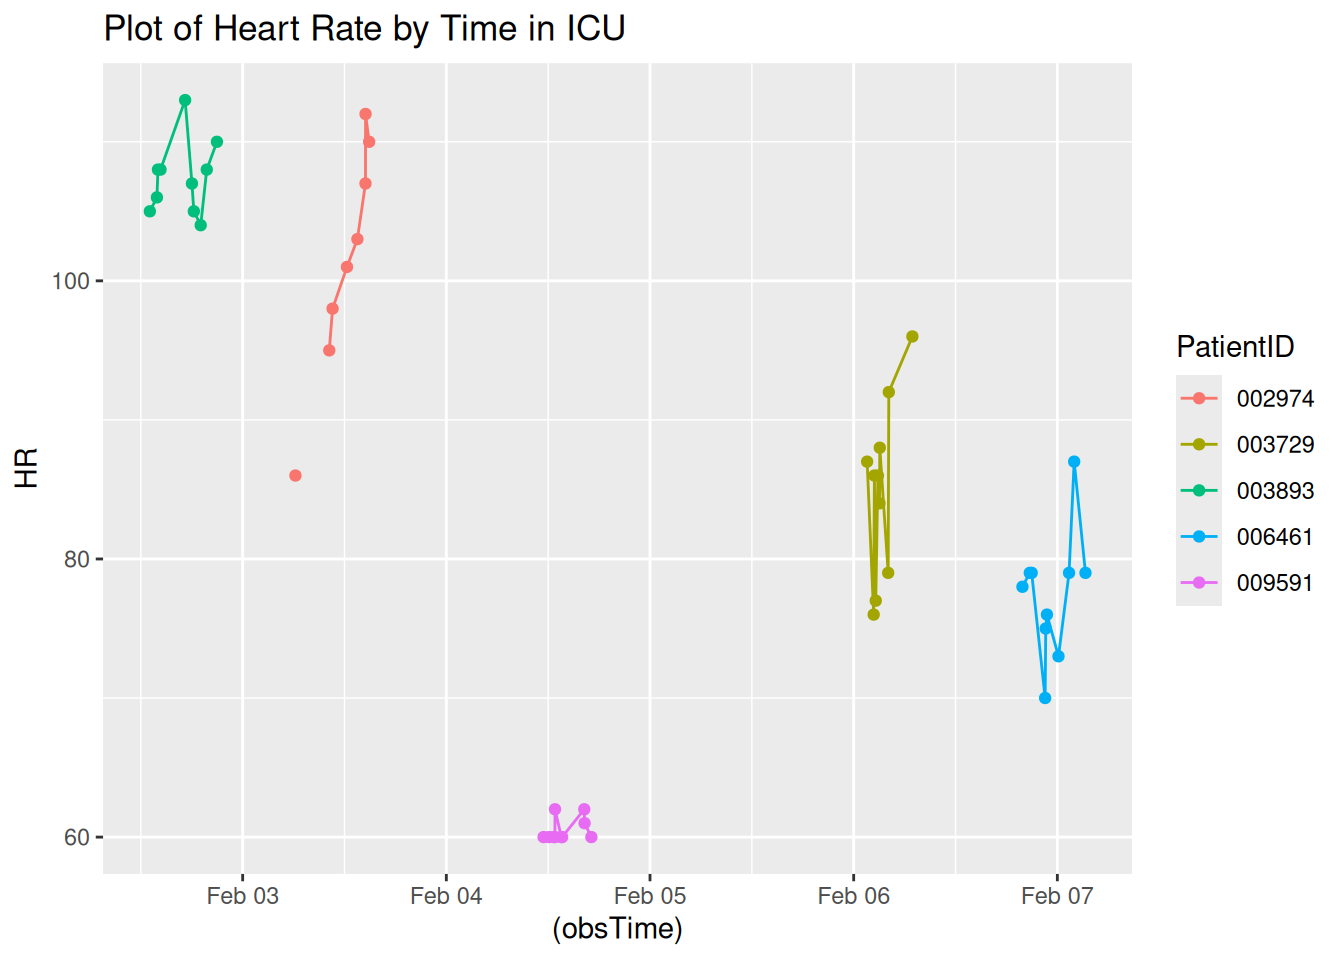 Plot of Heart Rate by Time in ICU
HR
100
80
60
Feb 03
Feb 04
Feb 05
Feb 06
Feb 07
(obsTime)
PatientID
002974
003729
003893
006461
009591